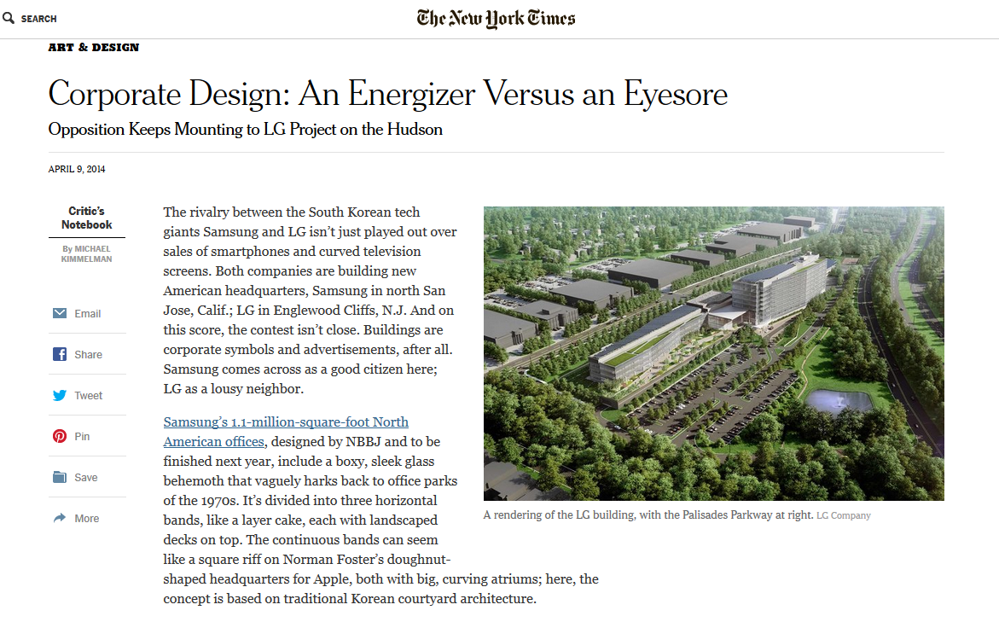 SEARCH
The New York Times
ART & DESIGN
Corporate Design: An Energizer Versus an Eyesore
Opposition Keeps Mounting to LG Project on the Hudson
APRIL 9, 2014
Critic's
Notebook
By MICHAEL
KIMMELMAN
Email
Share
Tweet
Pin
Save
More
The rivalry between the South Korean tech
giants Samsung and LG isn't just played out over
sales of smartphones and curved television
screens. Both companies are building new
American headquarters, Samsung in north San
Jose, Calif.; LG in Englewood Cliffs, N.J. And on
this score, the contest isn't close. Buildings are
corporate symbols and advertisements, after all.
Samsung comes across as a good citizen here;
LG as a lousy neighbor.
Samsung's 1.1-million-square-foot North
American offices, designed by NBBJ and to be
finished next year, include a boxy, sleek glass
behemoth that vaguely harks back to office parks
of the 1970s. It's divided into three horizontal
bands, like a layer cake, each with landscaped
decks on top. The continuous bands can seem
like a square riff on Norman Foster's doughnut-
shaped headquarters for Apple, both with big, curving atriums; here, the
concept is based on traditional Korean courtyard architecture.
A rendering of the LG building, with the Palisades Parkway at right. LG Company